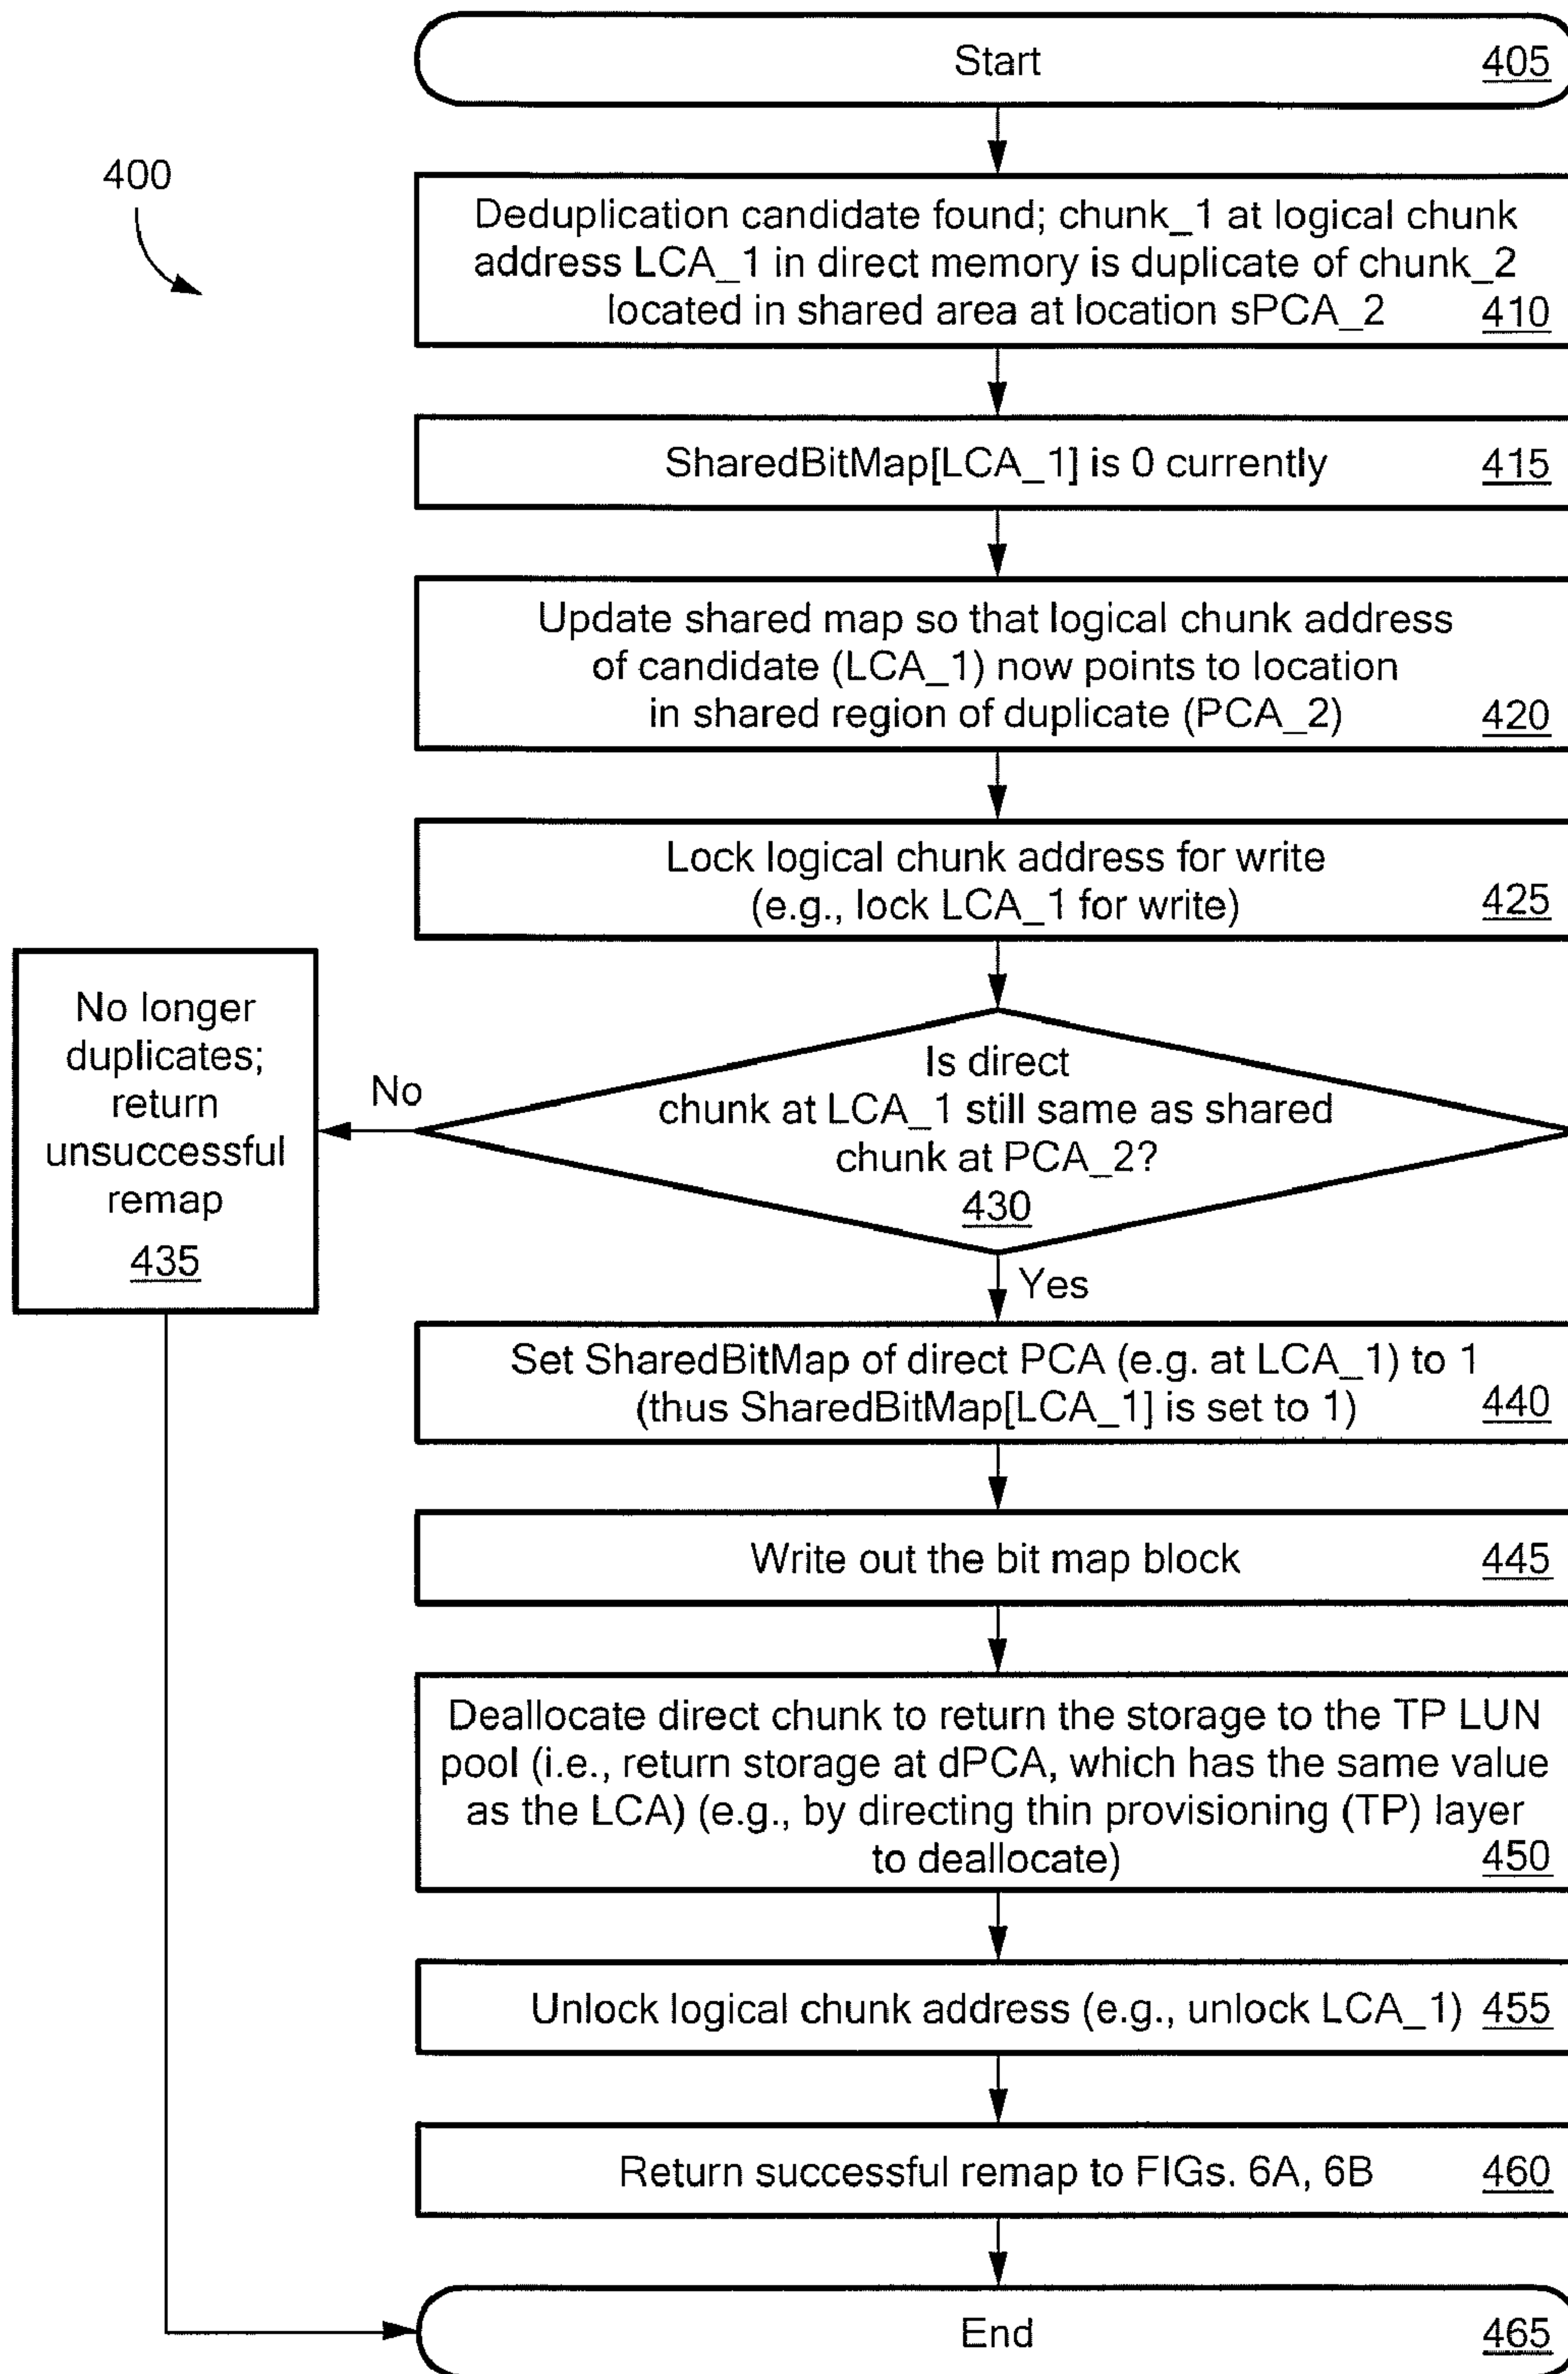 Start 405
400
Deduplication candidate found; chunk_1 at logical chunk
address LCA_1 in direct memory is duplicate of chunk_2
located in shared area at location sPCA_2 410
SharedBitMap[LCA_1] is 0 currently 415
Update shared map so that logical chunk address
of candidate (LCA_1) now points to location
in shared region of duplicate (PCA_2) 420
Lock logical chunk address for write
(e.g., lock LCA_1 for write) 425
Is direct
chunk at LCA_1 still same as shared
chunk at PCA_2?
430
No
No longer
duplicates;
return
unsuccessful
remap
435
Yes
Set SharedBitMap of direct PCA (e.g. at LCA_1) to 1
(thus SharedBitMap[LCA_1] is set to 1) 440
Write out the bit map block 445
Deallocate direct chunk to return the storage to the TP LUN
pool (i.e., return storage at dPCA, which has the same value
as the LCA) (e.g., by directing thin provisioning (TP) layer
to deallocate) 450
Unlock logical chunk address (e.g., unlock LCA_1) 455
Return successful remap to FIGs. 6A, 6B 460
End 465